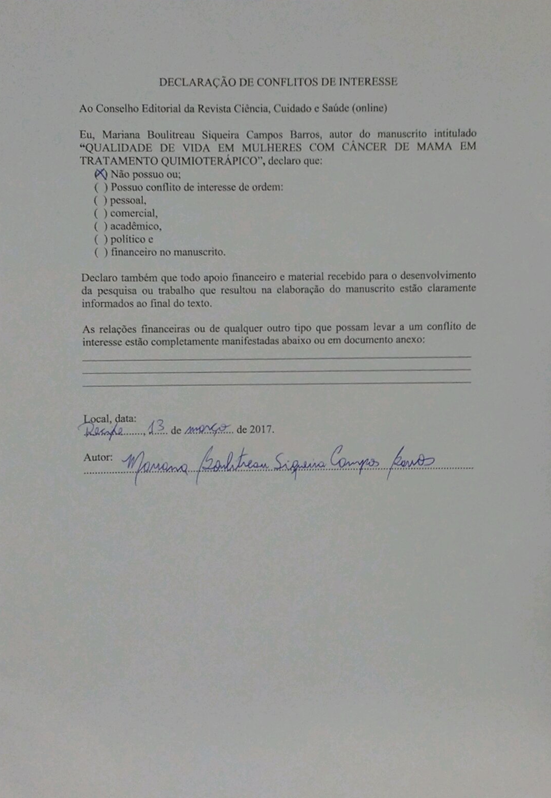 DECLARAÇÃO DE CONFLITOS DE INTERESSE
Ao Conselho Editorial da Revista Ciência, Cuidado e Saúde (online)
Eu, Mariana Boulitreau Siqueira Campos Barros, autor do manuscrito intitulado
“QUALIDADE DE VIDA EM MULHERES COM CÂNCER DE MAMA EM
TRATAMENTO QUIMIOTERÁPICO”, declaro que:
(X) Não possuo ou;
( ) Possuo conflito de interesse de ordem:
( ) pessoal,
( ) comercial,
( ) acadêmico,
( ) político e
( ) financeiro no manuscrito.
Declaro também que todo apoio financeiro e material recebido para o desenvolvimento
da pesquisa ou trabalho que resultou na elaboração do manuscrito estão claramente
informados ao final do texto.
As relações financeiras ou de qualquer outro tipo que possam levar a um conflito de
interesse estão completamente manifestadas abaixo ou em documento anexo:
Local, data:
Recife, 13 de março de 2017.
Autor: Mariana Boulitreau Siqueira Campos Barros